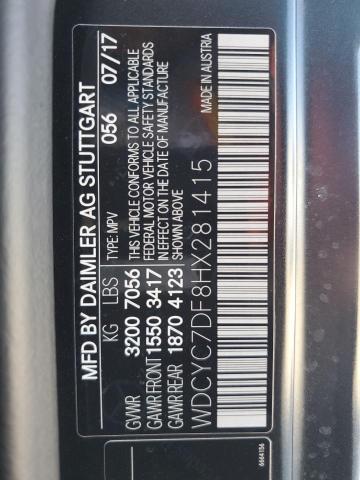 MFD BY DAIMLER AG STUTTGART
KG LBS TYPE: MPV 056 07/17
GVWR 3200 7056 THIS VEHICLE CONFORMS TO ALL APPLICABLE
GAWR FRONT 1550 3417 FEDERAL MOTOR VEHICLE SAFETY STANDARDS
GAWR REAR 1870 4123 IN EFFECT ON THE DATE OF MANUFACTURE
SHOWN ABOVE
WDCYC7DF8HX281415 MADE IN AUSTRIA
6664156